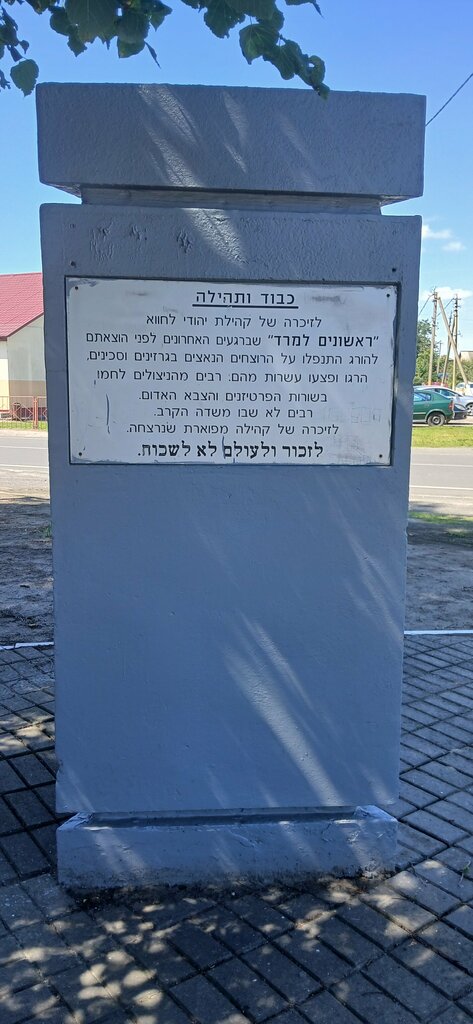 כבוד ותהילה
לזיכרה של קהילת יהודי לחווא
"ראשונים למרד" שברגעים האחרונים לפני הוצאתם
להורג התנפלו על הרוצחים הנאצים בגרזינים וסכינים,
הרגו ופצעו עשרות מהם: רבים מהניצולים לחמו
בשורות הפרטיזנים והצבא האדום.
רבים לא שבו משדה הקרב.
לזיכרה של קהילה מפוארת שנרצחה.
לזכור ולעולם לא לשכוח.